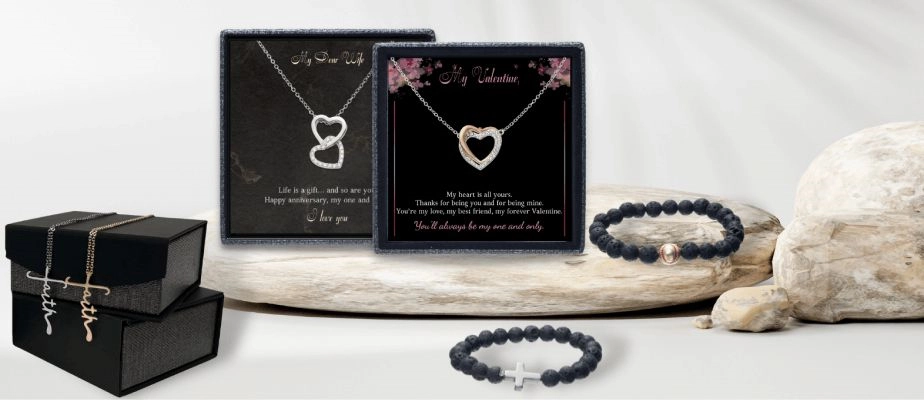 My Dear Wife
Life is a gift... and so are you
Happy anniversary, my one and
I love you
My Valentine,
My heart is all yours.
Thanks for being you and for being mine.
You're my love, my best friend, my forever Valentine.
You'll always be my one and only.
faith
faith